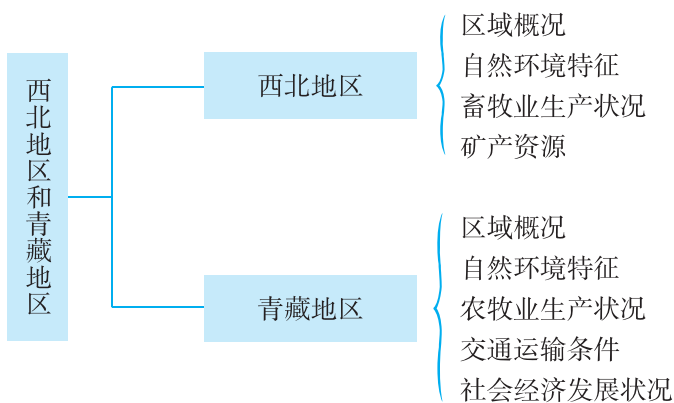 西北地区和青藏地区
西北地区
区域概况
自然环境特征
畜牧业生产状况
矿产资源
青藏地区
区域概况
自然环境特征
农牧业生产状况
交通运输条件
社会经济发展状况